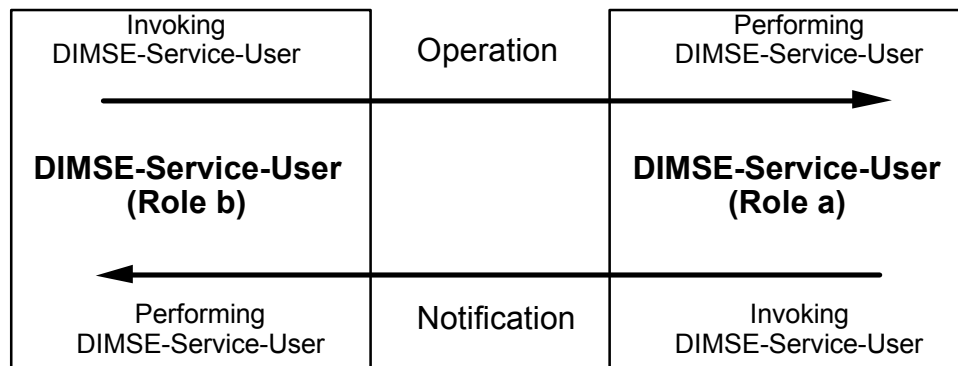 Invoking
DIMSE-Service-User
Operation
Performing
DIMSE-Service-User
DIMSE-Service-User
(Role b)
DIMSE-Service-User
(Role a)
Performing
DIMSE-Service-User
Notification
Invoking
DIMSE-Service-User